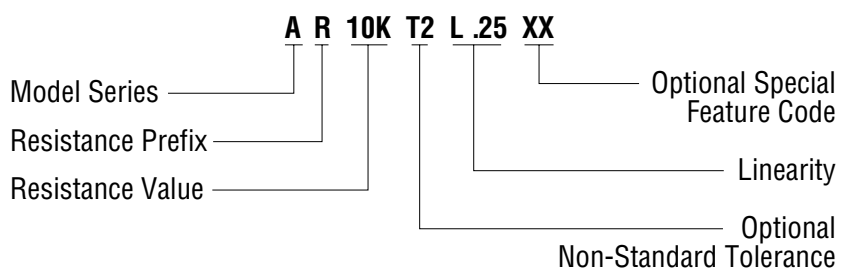 A R 10K T2 L .25 XX
Model Series
Resistance Prefix
Resistance Value
Optional Special
Feature Code
Linearity
Optional
Non-Standard Tolerance